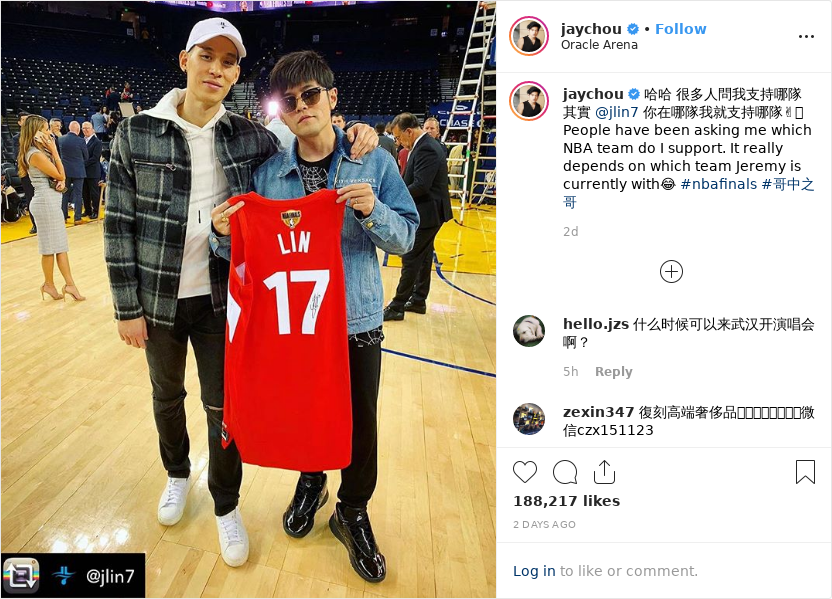 jaychou • Follow
Oracle Arena
jaychou 哈哈 很多人問我支持哪隊
其實 @jlin7 你在哪隊我就支持哪隊✌
People have been asking me which
NBA team do I support. It really
depends on which team Jeremy is
currently with😂 #nbafinals #哥中之
哥
2d
hello.jzs 什么时候可以来武汉开演唱会
啊？
5h Reply
zexin347 復刻高端奢侈品微
信czx151123
188,217 likes
2 DAYS AGO
Log in to like or comment.
LIN
17
@jlin7